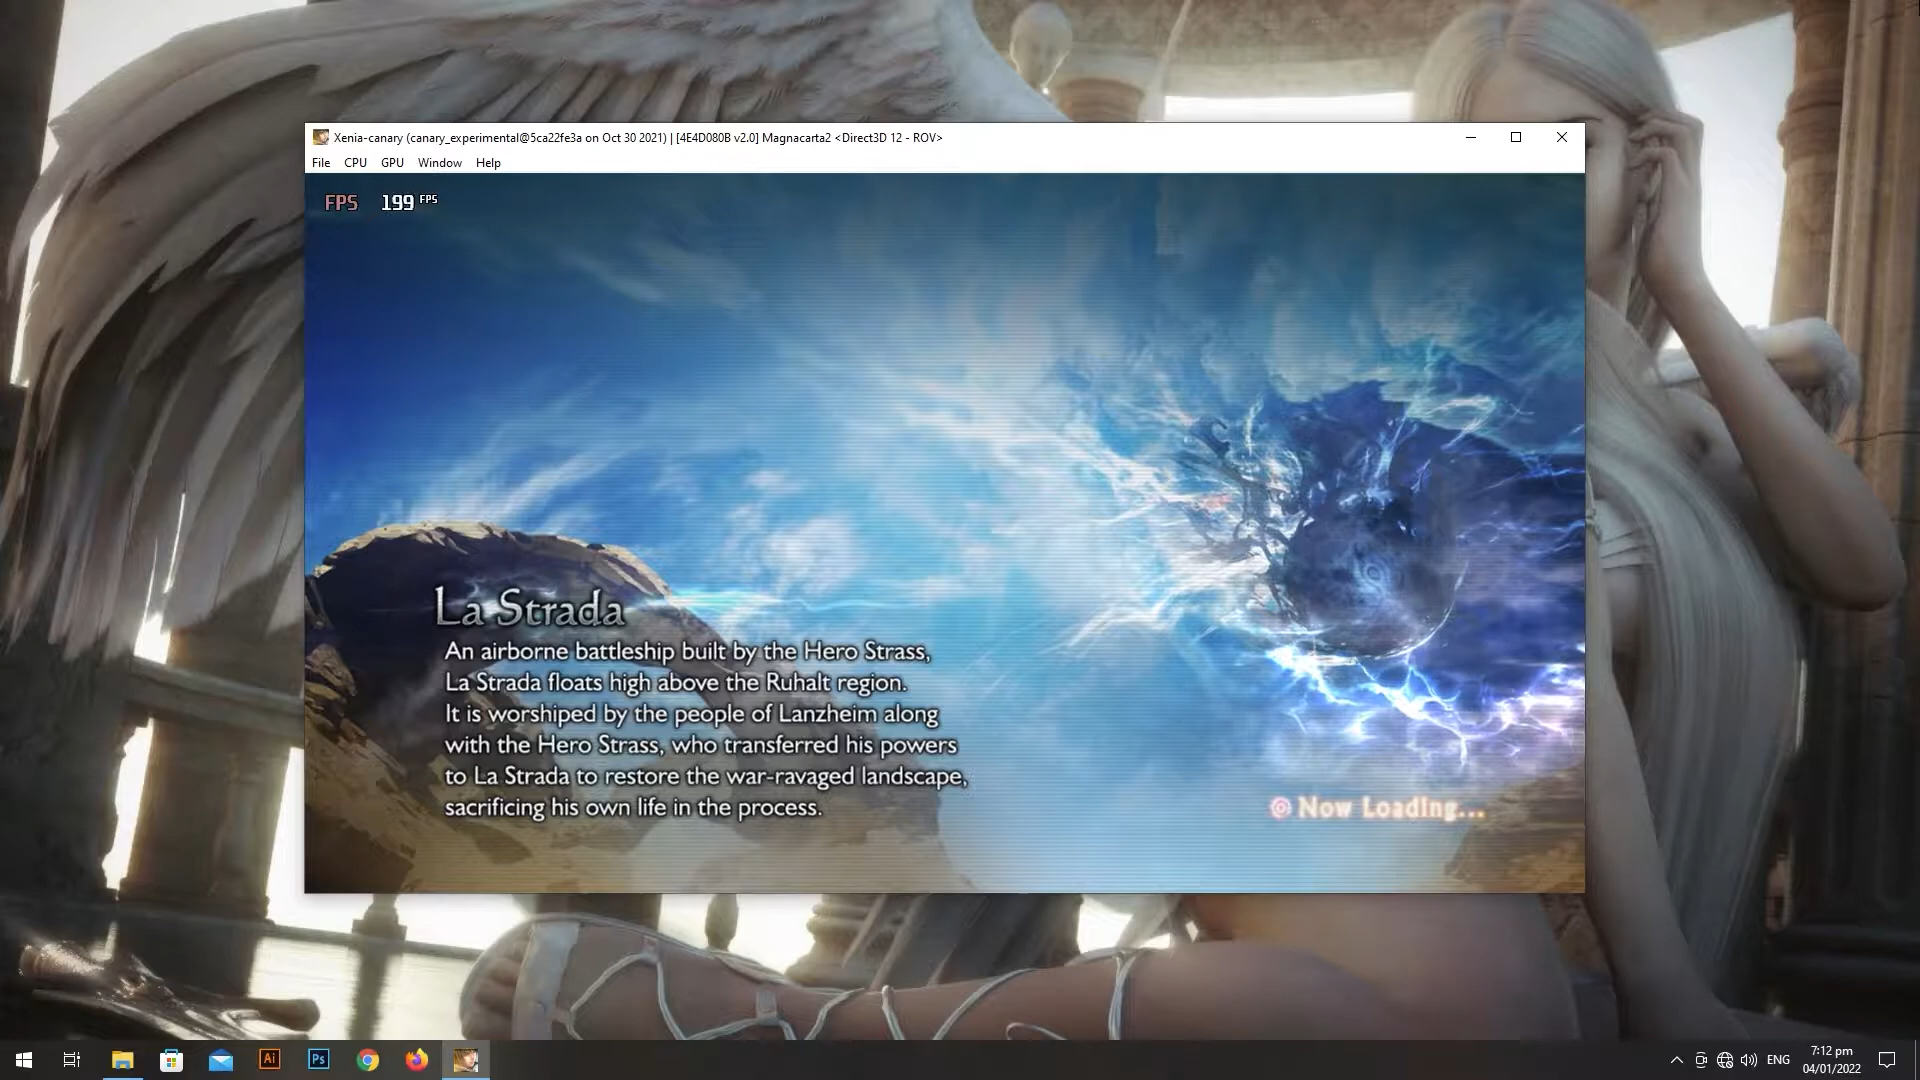 Xenia-canary (canary_experimental@5ca22fe3a on Oct 30 2021) | [4E4D080B v2.0] Magnacarta2 <Direct3D 12 - ROV>
File CPU GPU Window Help
FPS 199 FPS
La Strada
An airborne battleship built by the Hero Strass,
La Strada floats high above the Ruhalt region.
It is worshiped by the people of Lanzheim along
with the Hero Strass, who transferred his powers
to La Strada to restore the war-ravaged landscape,
sacrificing his own life in the process.
Now Loading...
Ai Ps
ENG
7:12 pm
04/01/2022